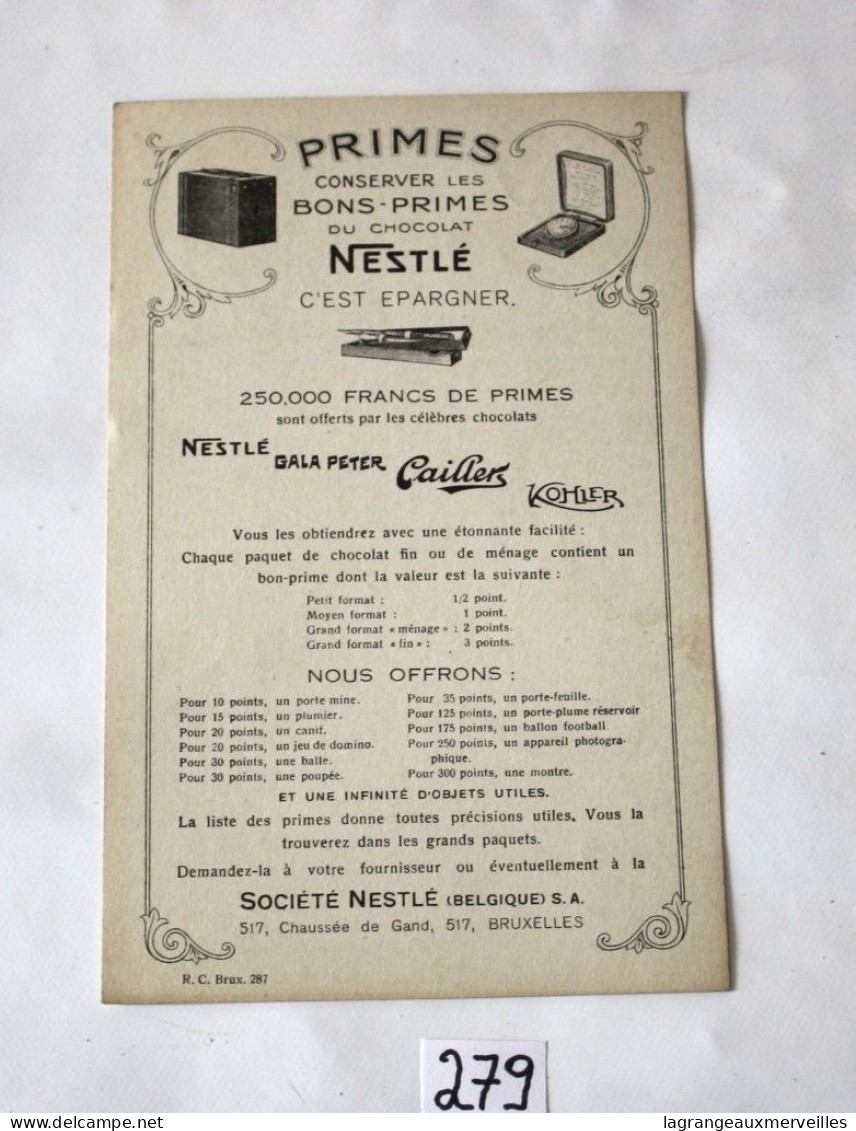 PRIMES
CONSERVER LES
BONS-PRIMES
DU CHOCOLAT
NESTLÉ
C'EST EPARGNER.
250.000 FRANCS DE PRIMES
sont offerts par les célèbres chocolats
NESTLÉ
GALA PETER
Cailler's
KOHLER
Vous les obtiendrez avec une étonnante facilité :
Chaque paquet de chocolat fin ou de ménage contient un
bon-prime dont la valeur est la suivante :
Petit format : 1/2 point.
Moyen format : 1 point.
Grand format « ménage » : 2 points.
Grand format « fin » : 3 points.
NOUS OFFRONS :
Pour 10 points, un porte mine.
Pour 15 points, un plumier.
Pour 20 points, un canif.
Pour 20 points, un jeu de domino.
Pour 30 points, une balle.
Pour 30 points, une poupée.
Pour 35 points, un porte-feuille.
Pour 125 points, un porte-plume réservoir
Pour 175 points, un ballon football.
Pour 250 points, un appareil photogra-
phique.
Pour 300 points, une montre.
ET UNE INFINITÉ D'OBJETS UTILES.
La liste des primes donne toutes précisions utiles. Vous la
trouverez dans les grands paquets.
Demandez-la à votre fournisseur ou éventuellement à la
SOCIÉTÉ NESTLÉ (BELGIQUE) S.A.
517, Chaussée de Gand, 517, BRUXELLES
R. C. Brux. 287
279
delcampe.net
lagrangeauxmerveilles